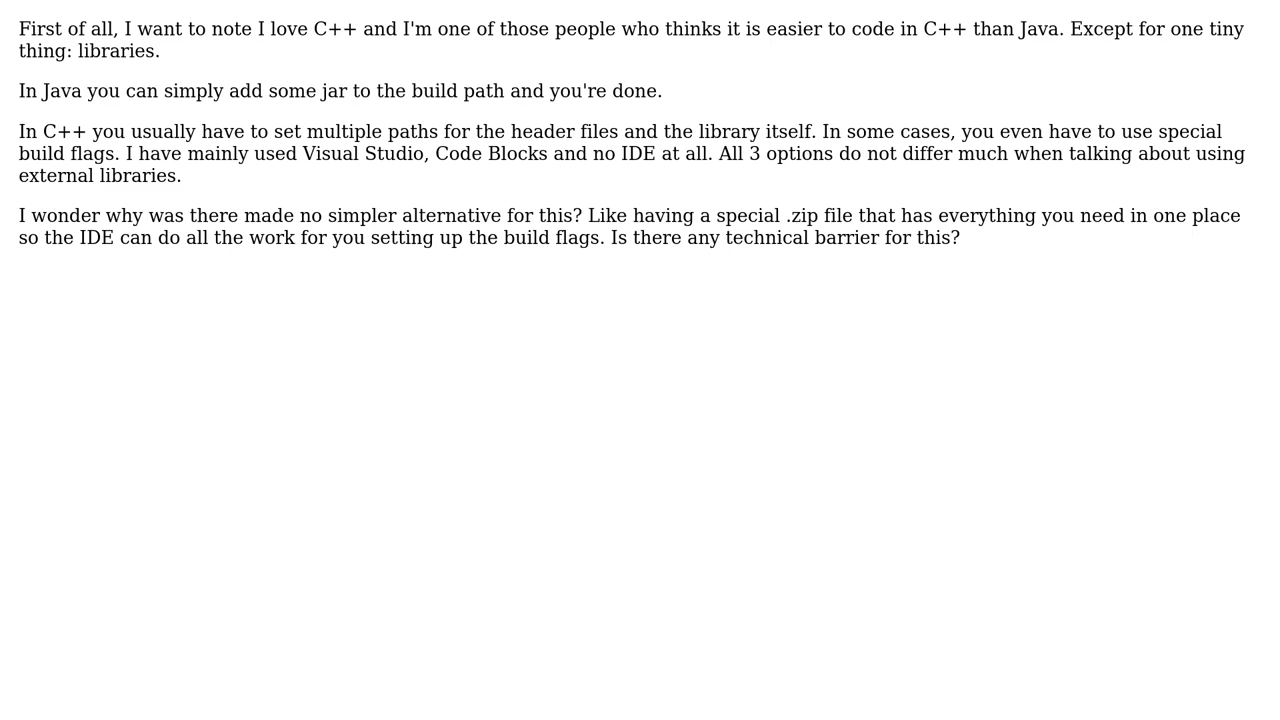 First of all, I want to note I love C++ and I'm one of those people who thinks it is easier to code in C++ than Java. Except for one tiny
thing: libraries.
In Java you can simply add some jar to the build path and you're done.
In C++ you usually have to set multiple paths for the header files and the library itself. In some cases, you even have to use special
build flags. I have mainly used Visual Studio, Code Blocks and no IDE at all. All 3 options do not differ much when talking about using
external libraries.
I wonder why was there made no simpler alternative for this? Like having a special .zip file that has everything you need in one place
so the IDE can do all the work for you setting up the build flags. Is there any technical barrier for this?